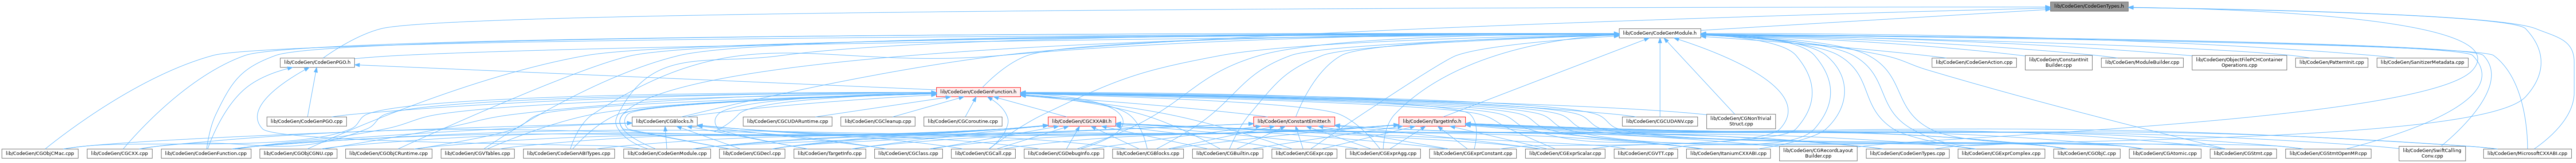 lib/CodeGen/CodeGenTypes.h
lib/CodeGen/CodeGenModule.h
lib/CodeGen/CodeGenPGO.h
lib/CodeGen/CodeGenAction.cpp
lib/CodeGen/ConstantInit
Builder.cpp
lib/CodeGen/ModuleBuilder.cpp
lib/CodeGen/ObjectFilePCHContainer
Operations.cpp
lib/CodeGen/PatternInit.cpp
lib/CodeGen/SanitizerMetadata.cpp
lib/CodeGen/CodeGenFunction.h
lib/CodeGen/CodeGenPGO.cpp
lib/CodeGen/CGBlocks.h
lib/CodeGen/CGCUDARuntime.cpp
lib/CodeGen/CGCleanup.cpp
lib/CodeGen/CGCoroutine.cpp
lib/CodeGen/CGCXXABI.h
lib/CodeGen/ConstantEmitter.h
lib/CodeGen/TargetInfo.h
lib/CodeGen/CGCUDANV.cpp
lib/CodeGen/CGNonTrivial
Struct.cpp
lib/CodeGen/CGObjCMac.cpp
lib/CodeGen/CGCXX.cpp
lib/CodeGen/CodeGenFunction.cpp
lib/CodeGen/CGObjCGNU.cpp
lib/CodeGen/CGObjCRuntime.cpp
lib/CodeGen/CGVTables.cpp
lib/CodeGen/CodeGenABITypes.cpp
lib/CodeGen/CodeGenModule.cpp
lib/CodeGen/CGDecl.cpp
lib/CodeGen/TargetInfo.cpp
lib/CodeGen/CGClass.cpp
lib/CodeGen/CGCall.cpp
lib/CodeGen/CGDebugInfo.cpp
lib/CodeGen/CGBlocks.cpp
lib/CodeGen/CGBuiltin.cpp
lib/CodeGen/CGExpr.cpp
lib/CodeGen/CGExprAgg.cpp
lib/CodeGen/CGExprConstant.cpp
lib/CodeGen/CGExprScalar.cpp
lib/CodeGen/CGVTT.cpp
lib/CodeGen/ItaniumCXXABI.cpp
lib/CodeGen/CGRecordLayout
Builder.cpp
lib/CodeGen/CodeGenTypes.cpp
lib/CodeGen/CGExprComplex.cpp
lib/CodeGen/CGObjC.cpp
lib/CodeGen/CGAtomic.cpp
lib/CodeGen/CGStmt.cpp
lib/CodeGen/CGStmtOpenMP.cpp
lib/CodeGen/SwiftCalling
Conv.cpp
lib/CodeGen/MicrosoftCXXABI.cpp